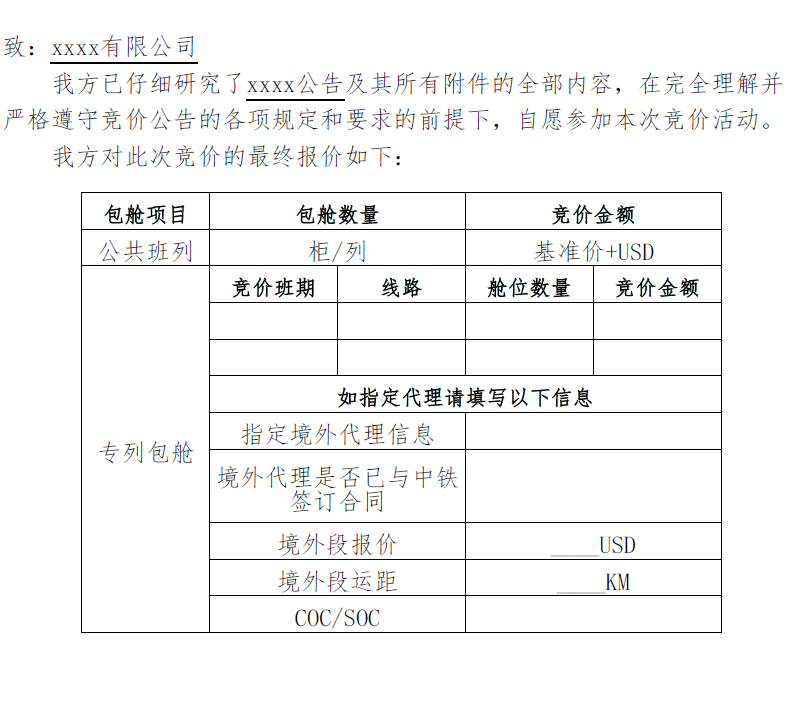 致：xxxx有限公司
我方已仔细研究了xxxx公告及其所有附件的全部内容，在完全理解并
严格遵守竞价公告的各项规定和要求的前提下，自愿参加本次竞价活动。
我方对此次竞价的最终报价如下：
包舱项目 包舱数量 竞价金额
公共班列 柜/列 基准价+USD
竞价班期 线路 舱位数量 竞价金额
如指定代理请填写以下信息
指定境外代理信息
专列包舱
境外代理是否已与中铁
签订合同
境外段报价 ____USD
境外段运距 ____KM
COC/SOC